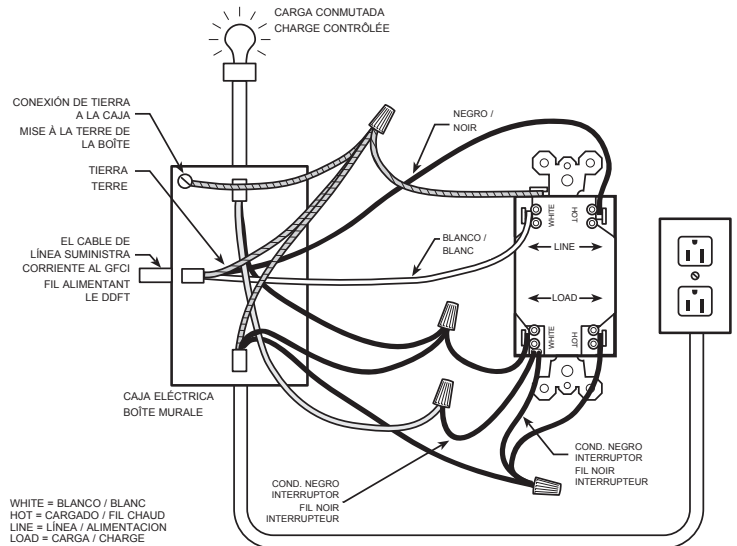 CARGA CONMUTADA
CHARGE CONTRÔLÉE
CONEXIÓN DE TIERRA
A LA CAJA
MISE À LA TERRE DE
LA BOÎTE
TIERRA
TERRE
NEGRO /
NOIR
EL CABLE DE
LÍNEA SUMINISTRA
CORRIENTE AL GFCI
FIL ALIMENTANT
LE DDFT
BLANCO /
BLANC
WHITE
HOT
LINE
LOAD
WHITE
HOT
CAJA ELÉCTRICA
BOÎTE MURALE
COND. NEGRO
INTERRUPTOR
FIL NOIR
INTERRUPTEUR
COND. NEGRO
INTERRUPTOR
FIL NOIR
INTERRUPTEUR
WHITE = BLANCO / BLANC
HOT = CARGADO / FIL CHAUD
LINE = LÍNEA / ALIMENTACION
LOAD = CARGA / CHARGE